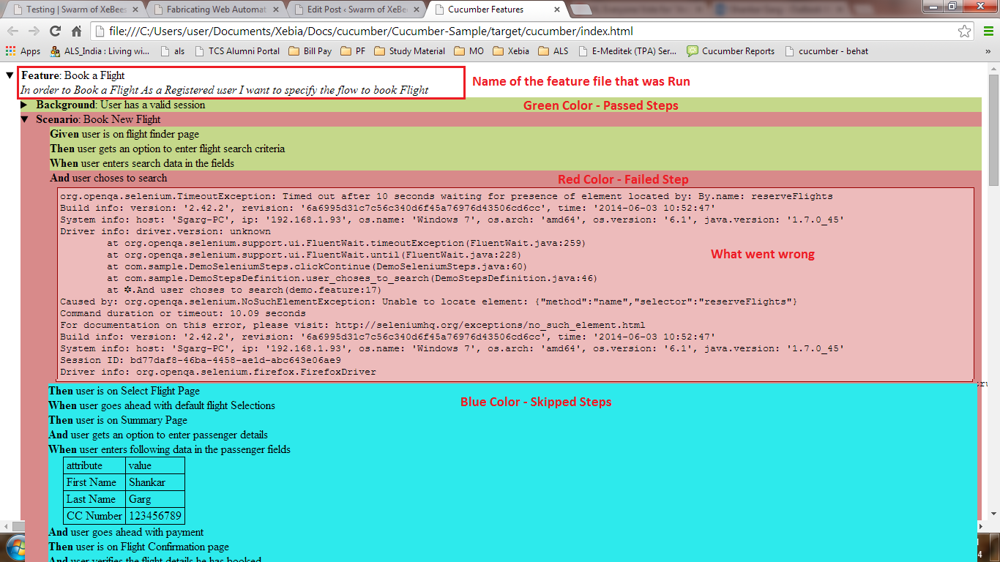 Testing | Swarm of XeBees
Fabricating Web Automat
Edit Post ‹ Swarm of XeBe
Cucumber Features
file:///C:/Users/user/Documents/Xebia/Docs/cucumber/Cucumber-Sample/target/cucumber/index.html
Apps ALS_India : Living wi... als TCS Alumni Portal Bill Pay PF Study Material MO Xebia ALS E-Meditek (TPA) Ser... Cucumber Reports cucumber - behat »
Feature: Book a Flight
In order to Book a Flight As a Registered user I want to specify the flow to book Flight
Name of the feature file that was Run
Background: User has a valid session
Green Color - Passed Steps
Scenario: Book New Flight
Given user is on flight finder page
Then user gets an option to enter flight search criteria
When user enters search data in the fields
And user choses to search
Red Color - Failed Step
org.openqa.selenium.TimeoutException: Timed out after 10 seconds waiting for presence of element located by: By.name: reserveFlights
Build info: version: '2.42.2', revision: '6a6995d31c7c56c340d6f45a76976d43506cd6cc', time: '2014-06-03 10:52:47'
System info: host: 'Sgarg-PC', ip: '192.168.1.93', os.name: 'Windows 7', os.arch: 'amd64', os.version: '6.1', java.version: '1.7.0_45'
Driver info: driver.version: unknown
at org.openqa.selenium.support.ui.FluentWait.timeoutException(FluentWait.java:259)
at org.openqa.selenium.support.ui.FluentWait.until(FluentWait.java:228)
What went wrong
at com.sample.DemoSeleniumSteps.clickContinue(DemoSeleniumSteps.java:60)
at com.sample.DemoStepsDefinition.user_choses_to_search(DemoStepsDefinition.java:46)
at ✽.And user choses to search(demo.feature:17)
Caused by: org.openqa.selenium.NoSuchElementException: Unable to locate element: {"method":"name","selector":"reserveFlights"}
Command duration or timeout: 10.09 seconds
For documentation on this error, please visit: http://seleniumhq.org/exceptions/no_such_element.html
Build info: version: '2.42.2', revision: '6a6995d31c7c56c340d6f45a76976d43506cd6cc', time: '2014-06-03 10:52:47'
System info: host: 'Sgarg-PC', ip: '192.168.1.93', os.name: 'Windows 7', os.arch: 'amd64', os.version: '6.1', java.version: '1.7.0_45'
Session ID: bd77daf8-46ba-4458-ae1d-abc643e06ae9
Driver info: org.openqa.selenium.firefox.FirefoxDriver
Then user is on Select Flight Page
When user goes ahead with default flight Selections
Blue Color - Skipped Steps
Then user is on Summary Page
And user gets an option to enter passenger details
When user enters following data in the passenger fields
attribute value
First Name Shankar
Last Name Garg
CC Number 123456789
And user goes ahead with payment
Then user is on Flight Confirmation page
And user verifies the flight details he has booked